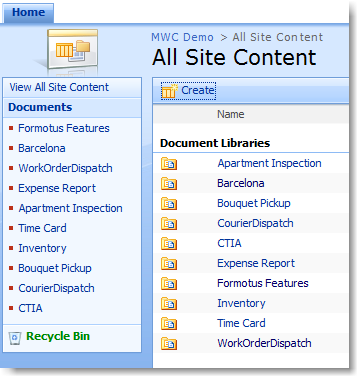 Home
MWC Demo > All Site Content
All Site Content
View All Site Content
Documents
Formotus Features
Barcelona
WorkOrderDispatch
Expense Report
Apartment Inspection
Time Card
Inventory
Bouquet Pickup
CourierDispatch
CTIA
Recycle Bin
Create
Name
Document Libraries
Apartment Inspection
Barcelona
Bouquet Pickup
CourierDispatch
CTIA
Expense Report
Formotus Features
Inventory
Time Card
WorkOrderDispatch